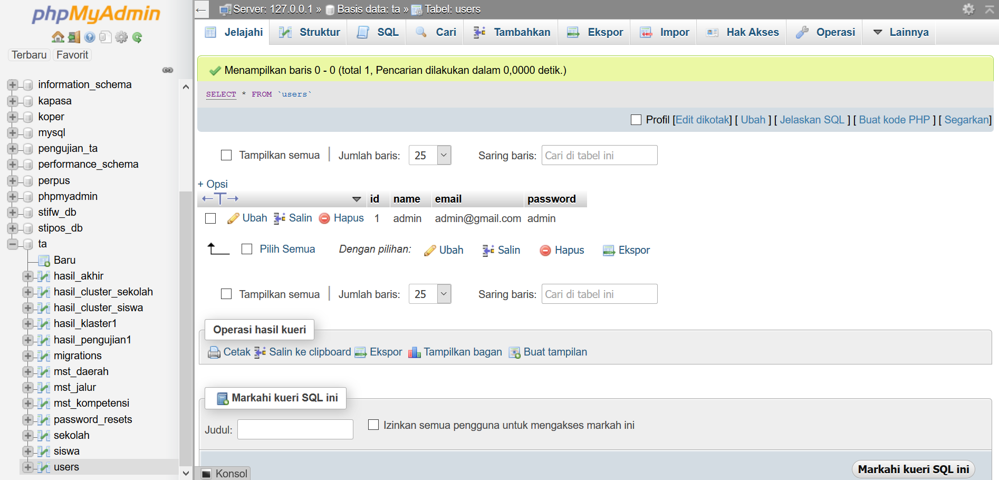 phpMyAdmin
Terbaru Favorit
information_schema
kapasa
koper
mysql
pengujian_ta
performance_schema
perpus
phpmyadmin
stifw_db
stipos_db
ta
Baru
hasil_akhir
hasil_cluster_sekolah
hasil_cluster_siswa
hasil_klaster1
hasil_pengujian1
migrations
mst_daerah
mst_jalur
mst_kompetensi
password_resets
sekolah
siswa
users
Server: 127.0.0.1 » Basis data: ta » Tabel: users
Jelajahi Struktur SQL Cari Tambahkan Ekspor Impor Hak Akses Operasi Lainnya
Menampilkan baris 0 - 0 (total 1, Pencarian dilakukan dalam 0,0000 detik.)
SELECT * FROM `users`
Profil [Edit dikotak] [ Ubah ] [ Jelaskan SQL ] [ Buat kode PHP ] [ Segarkan]
Tampilkan semua Jumlah baris: 25 Saring baris: Cari di tabel ini
+ Opsi
←T→ id name email password
Ubah Salin Hapus 1 admin admin@gmail.com admin
Pilih Semua Dengan pilihan: Ubah Salin Hapus Ekspor
Tampilkan semua Jumlah baris: 25 Saring baris: Cari di tabel ini
Operasi hasil kueri
Cetak Salin ke clipboard Ekspor Tampilkan bagan Buat tampilan
Markahi kueri SQL ini
Judul: Izinkan semua pengguna untuk mengakses markah ini
Markahi kueri SQL ini
Konsol